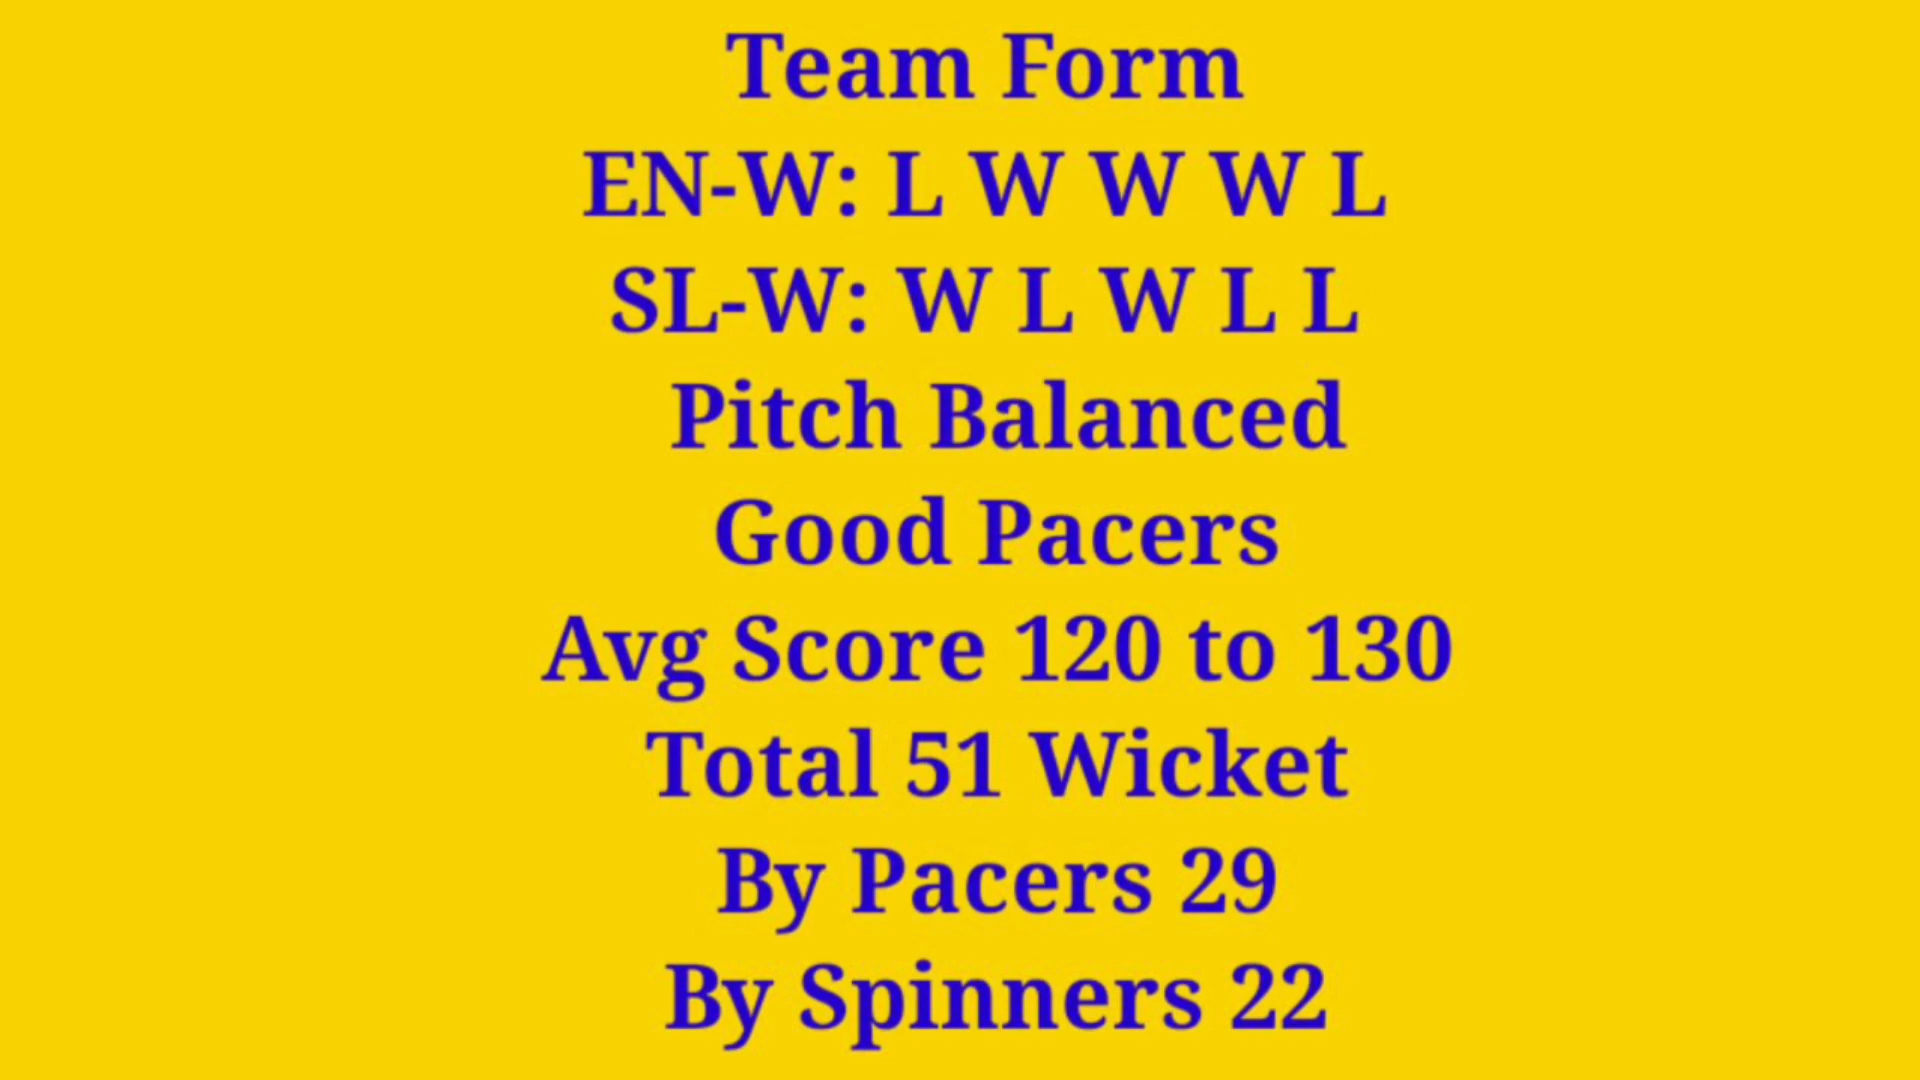 Team Form
EN-W: L W W W L
SL-W: W L W L L
Pitch Balanced
Good Pacers
Avg Score 120 to 130
Total 51 Wicket
By Pacers 29
By Spinners 22